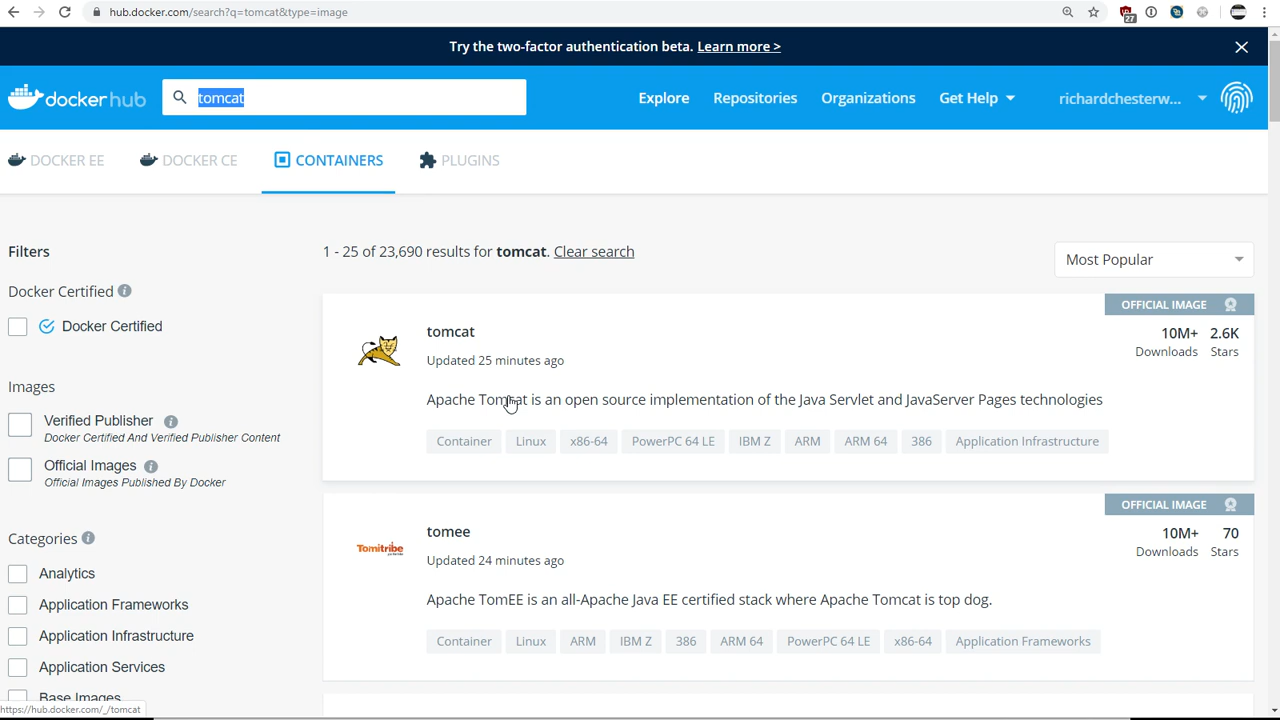 hub.docker.com/search?q=tomcat&type=image
27
Try the two-factor authentication beta. Learn more >
docker hub
tomcat
Explore
Repositories
Organizations
Get Help
richardchesterw...
DOCKER EE
DOCKER CE
CONTAINERS
PLUGINS
Filters
1 - 25 of 23,690 results for tomcat. Clear search
Most Popular
Docker Certified
Docker Certified
OFFICIAL IMAGE
tomcat
10M+ 2.6K
Downloads Stars
Updated 25 minutes ago
Images
Apache Tomcat is an open source implementation of the Java Servlet and JavaServer Pages technologies
Verified Publisher
Docker Certified And Verified Publisher Content
Container Linux x86-64 PowerPC 64 LE IBM Z ARM ARM 64 386 Application Infrastructure
Official Images
Official Images Published By Docker
OFFICIAL IMAGE
tomee
Tomitribe
10M+ 70
Downloads Stars
Updated 24 minutes ago
Categories
Analytics
Apache TomEE is an all-Apache Java EE certified stack where Apache Tomcat is top dog.
Application Frameworks
Application Infrastructure
Container Linux ARM IBM Z 386 ARM 64 PowerPC 64 LE x86-64 Application Frameworks
Application Services
Base Images
https://hub.docker.com/_/tomcat